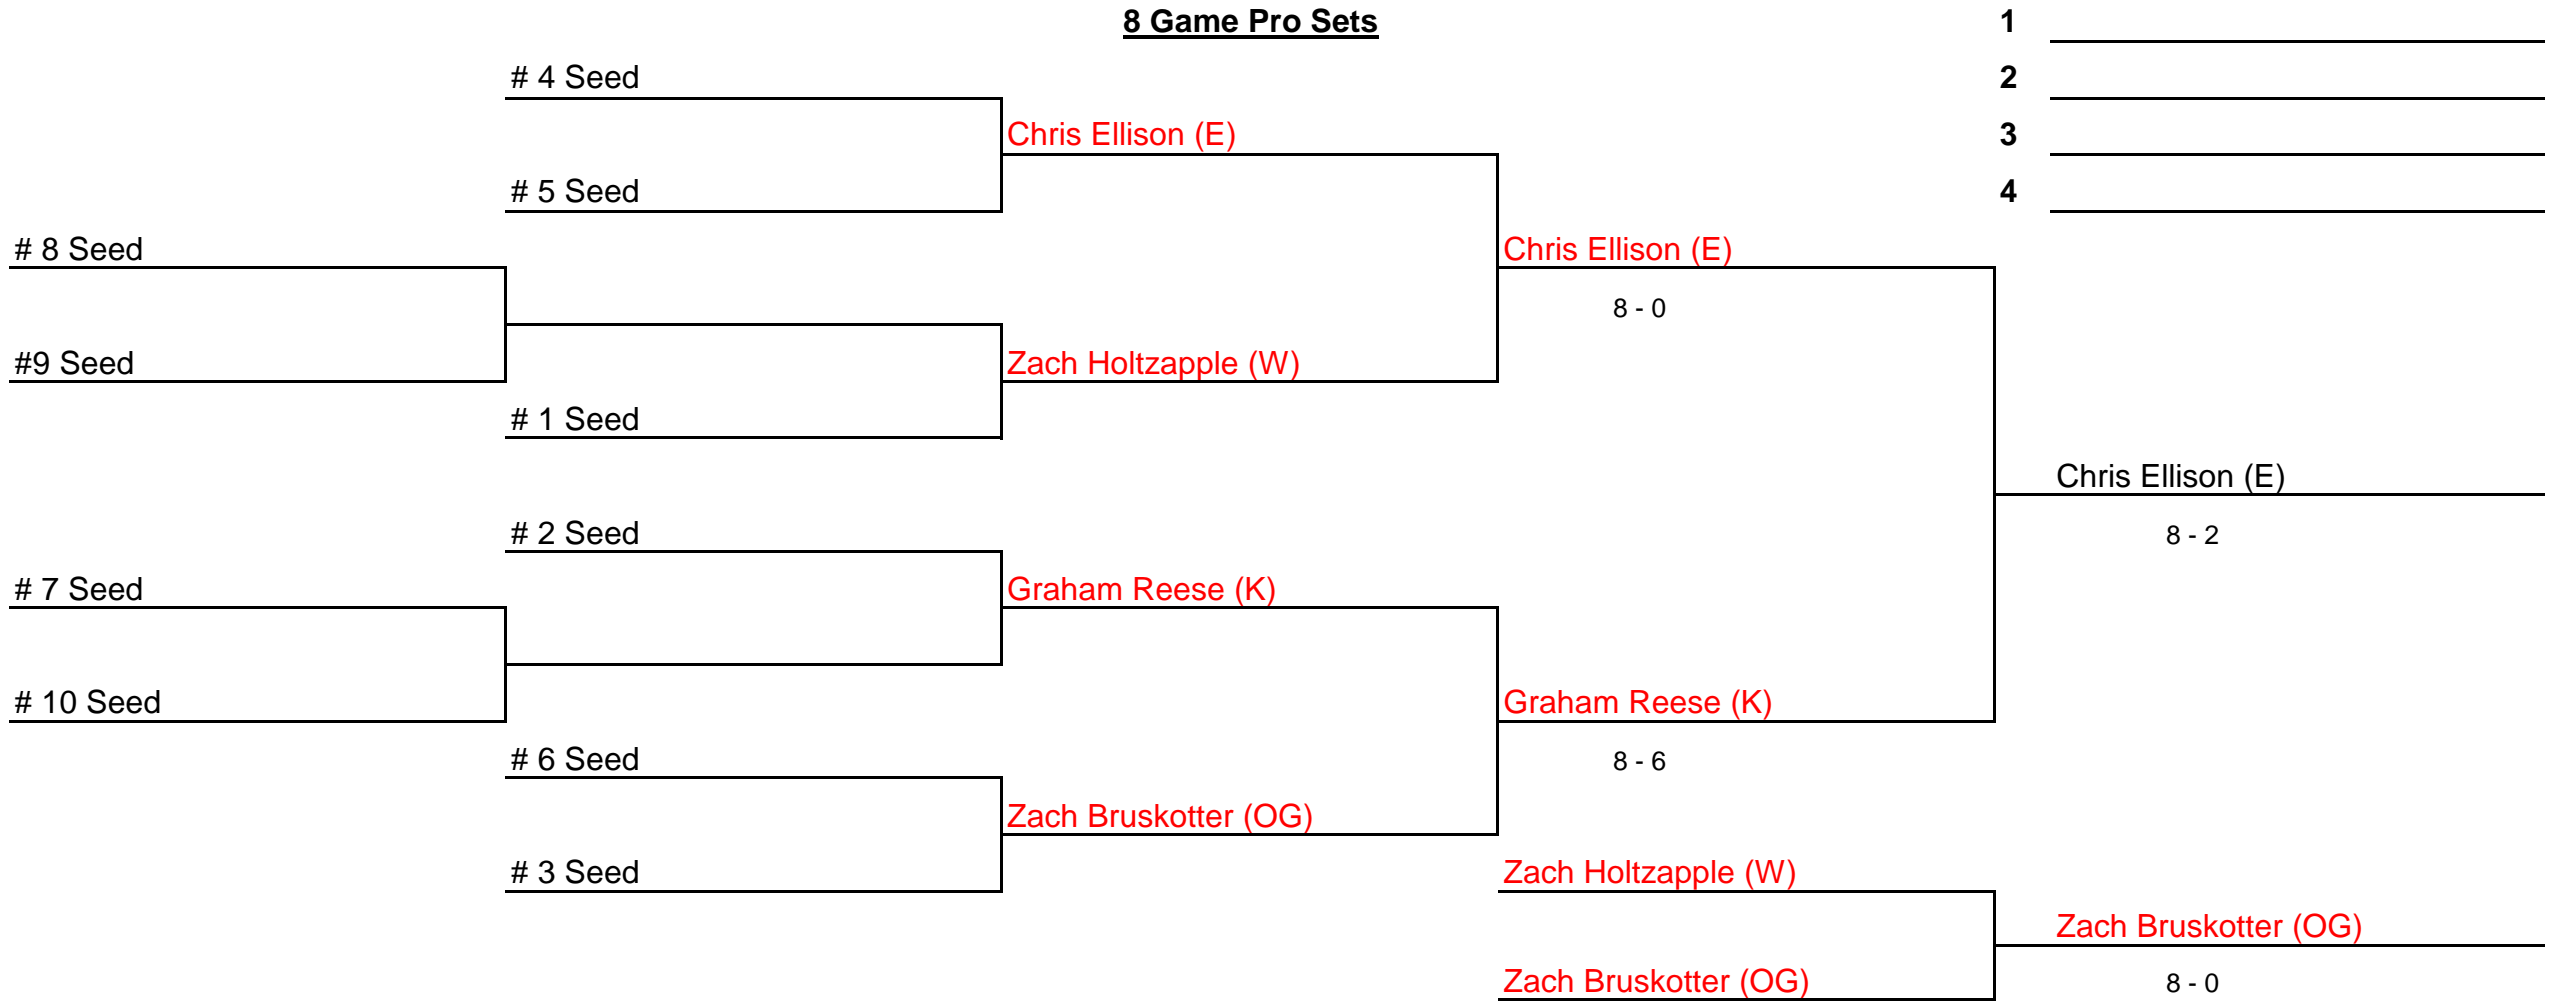 8 Game Pro Sets
1
# 4 Seed
2
Chris Ellison (E)
3
# 5 Seed
4
# 8 Seed
Chris Ellison (E)
8 - 0
#9 Seed
Zach Holtzapple (W)
# 1 Seed
Chris Ellison (E)
# 2 Seed
8 - 2
# 7 Seed
Graham Reese (K)
# 10 Seed
Graham Reese (K)
# 6 Seed
8 - 6
Zach Bruskotter (OG)
# 3 Seed
Zach Holtzapple (W)
Zach Bruskotter (OG)
Zach Bruskotter (OG)
8 - 0